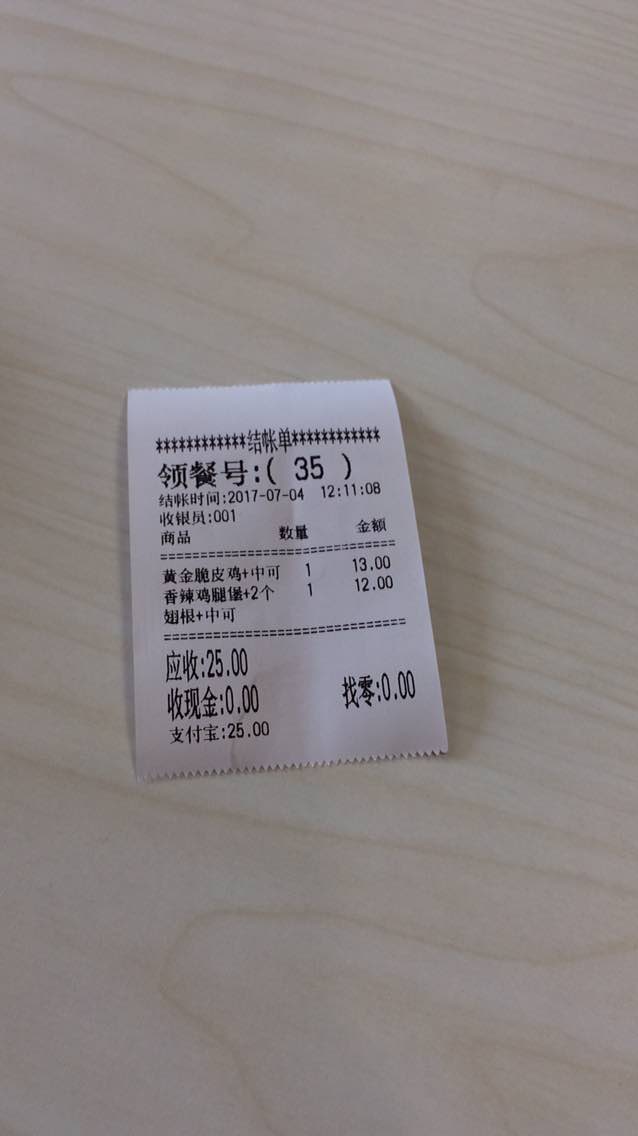 ************结帐单************
领餐号:( 35 )
结帐时间:2017-07-04 12:11:08
收银员:001
商品 数量 金额
==============================
黄金脆皮鸡+中可 1 13.00
香辣鸡腿堡+2个 1 12.00
翅根+中可
==============================
应收:25.00
收现金:0.00 找零:0.00
支付宝:25.00